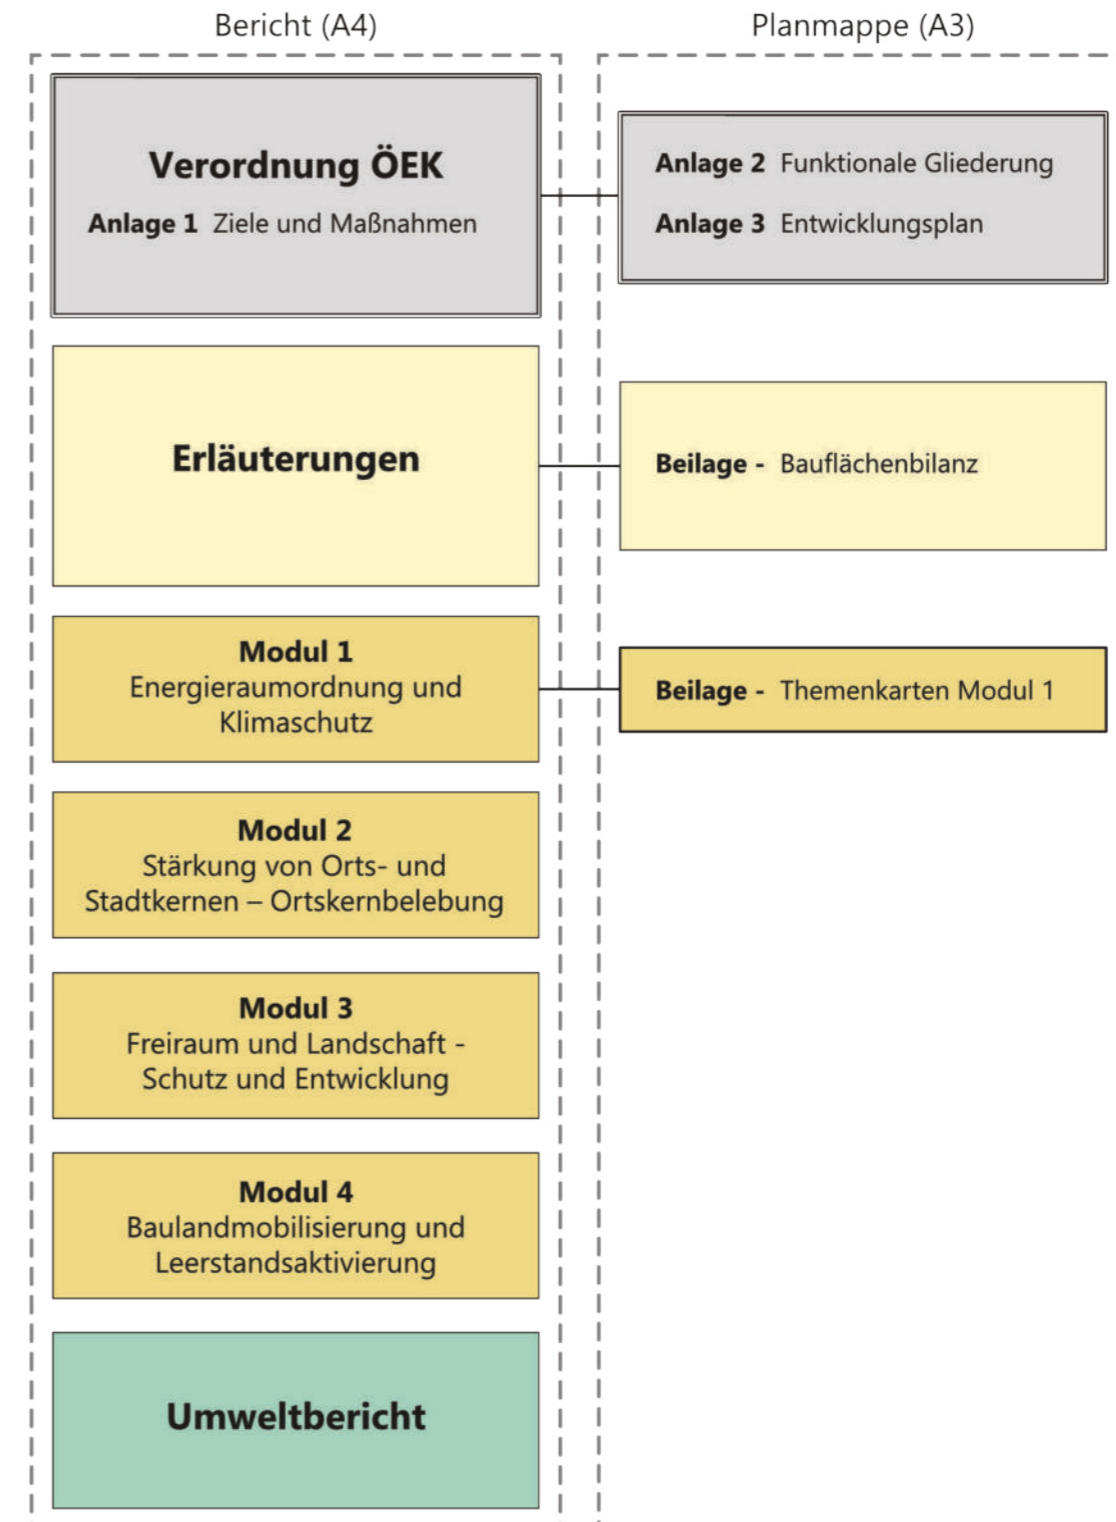 Bericht (A4)
Planmappe (A3)
Verordnung ÖEK
Anlage 1 Ziele und Maßnahmen
Anlage 2 Funktionale Gliederung
Anlage 3 Entwicklungsplan
Erläuterungen
Beilage - Bauflächenbilanz
Modul 1
Energieraumordnung und
Klimaschutz
Beilage - Themenkarten Modul 1
Modul 2
Stärkung von Orts- und
Stadtkernen – Ortskernbelebung
Modul 3
Freiraum und Landschaft -
Schutz und Entwicklung
Modul 4
Baulandmobilisierung und
Leerstandsaktivierung
Umweltbericht